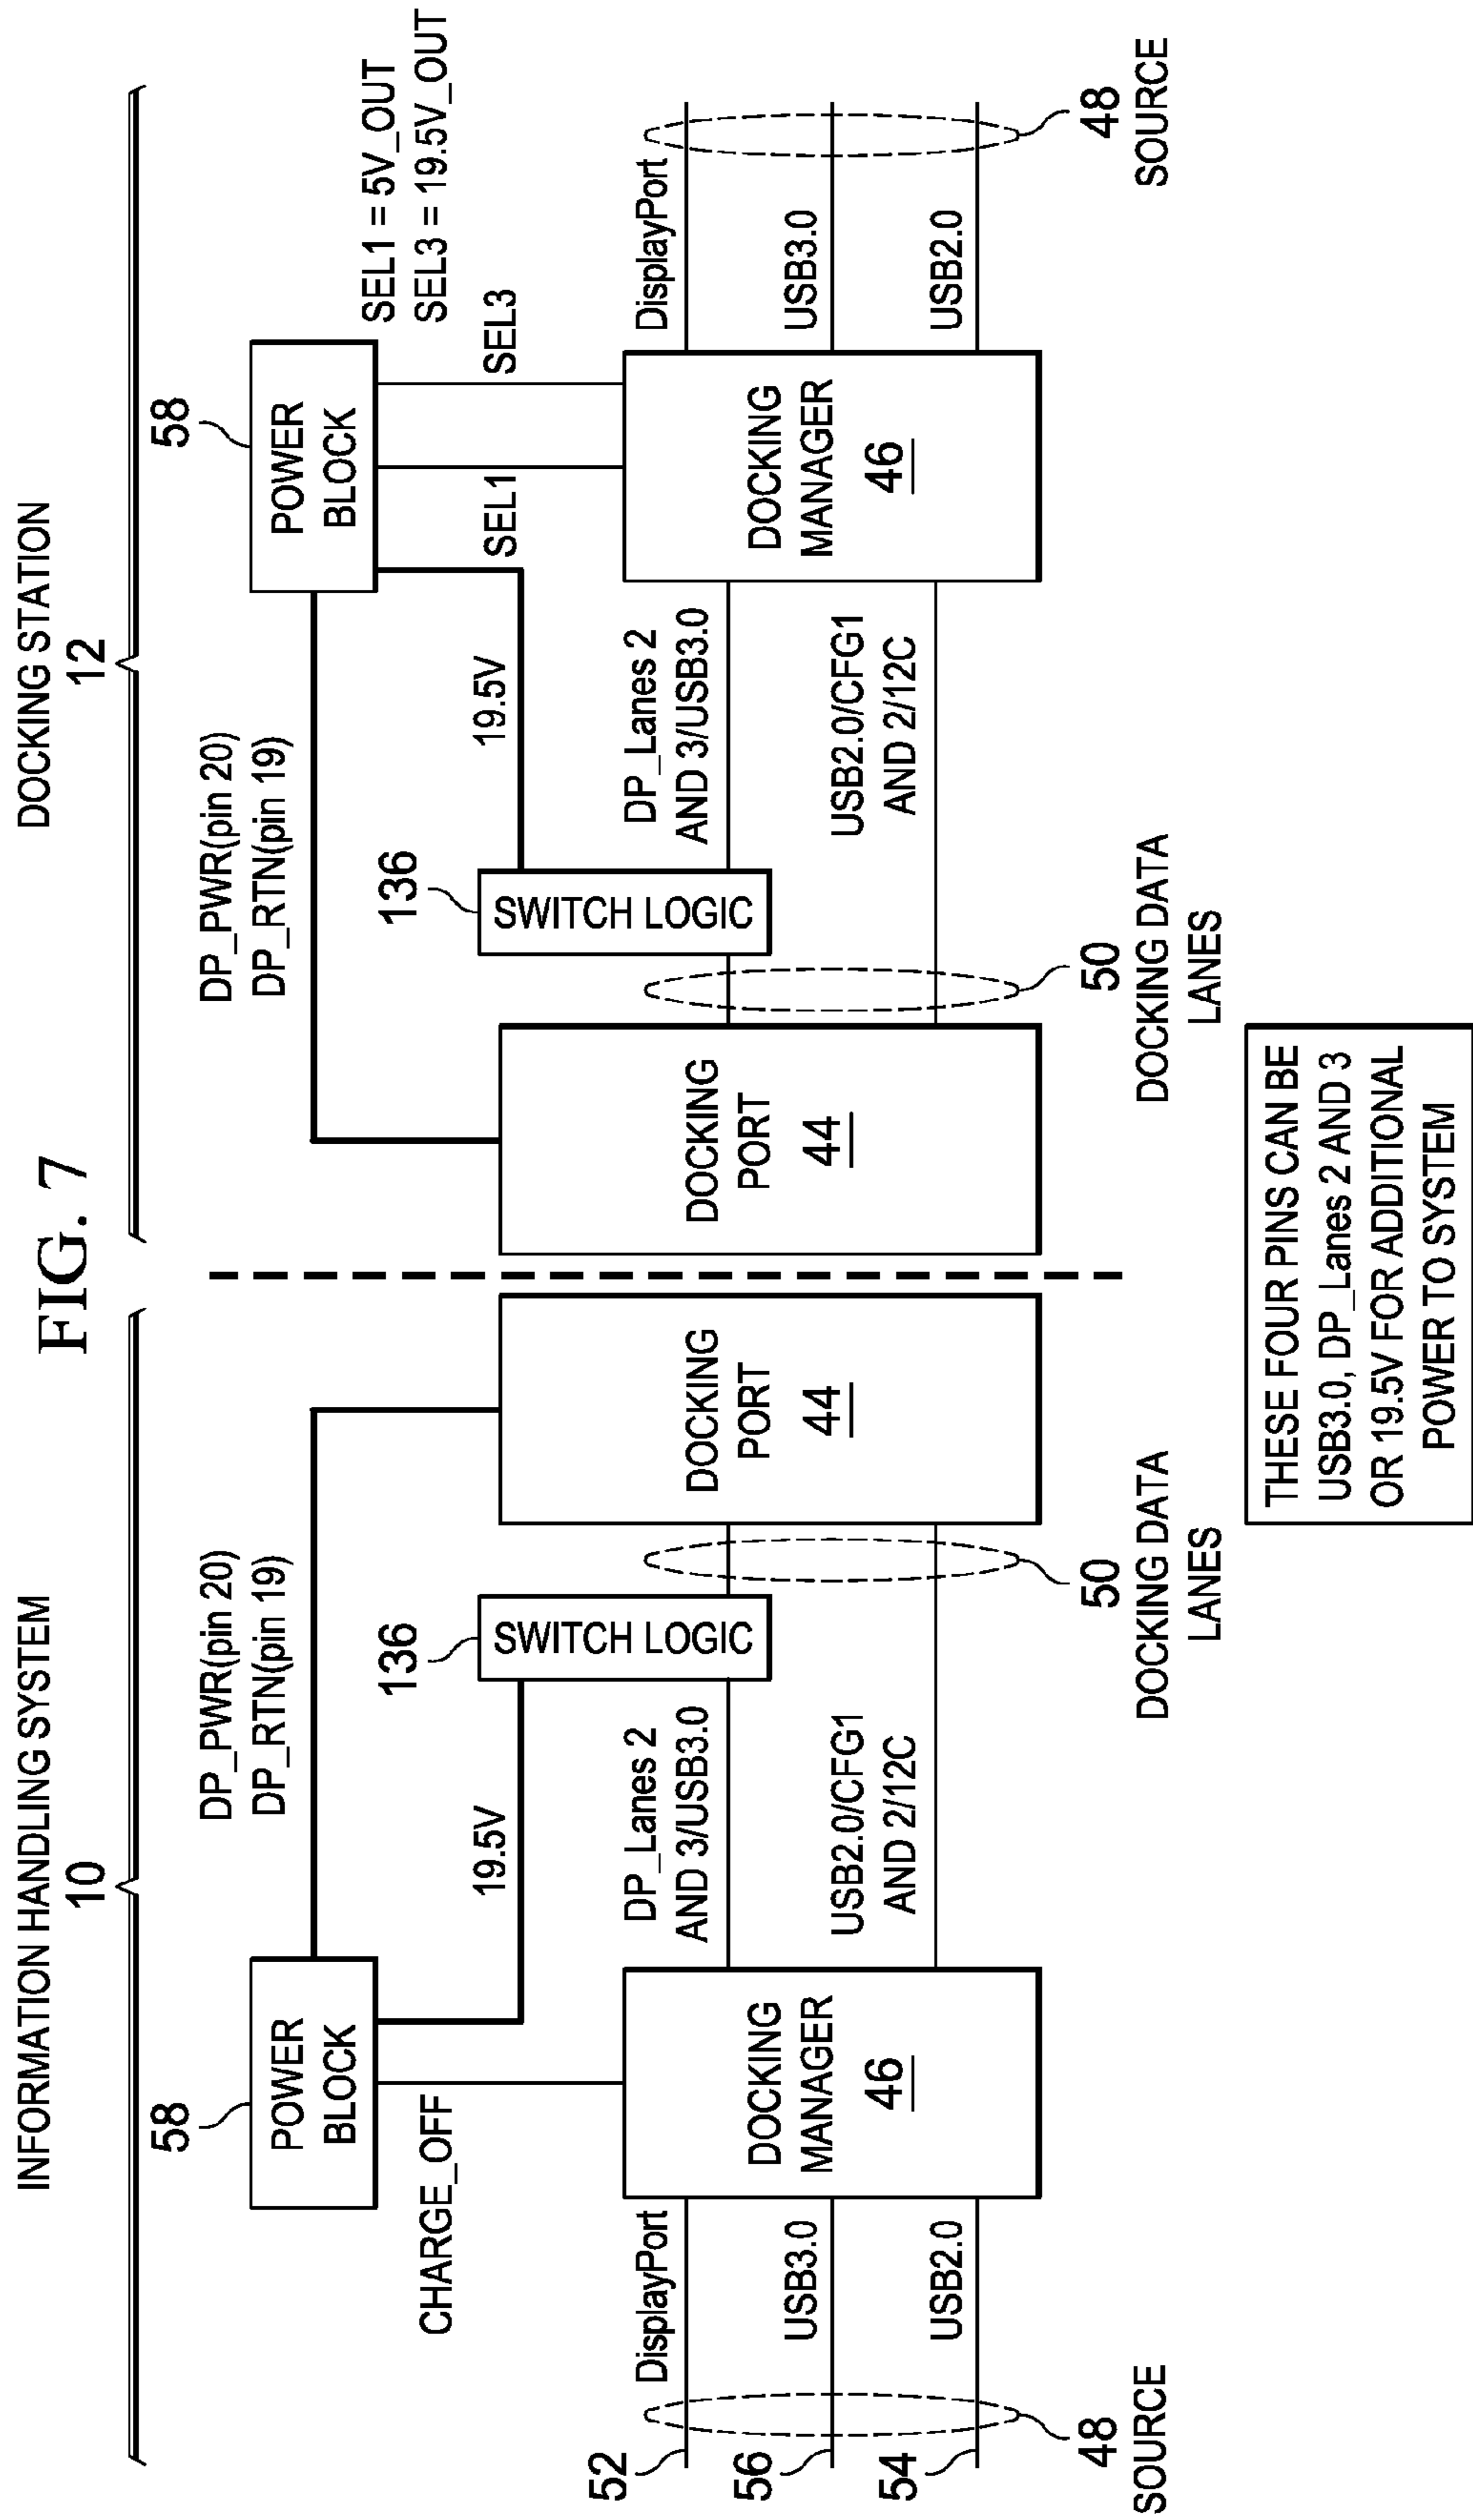 FIG. 7
INFORMATION HANDLING SYSTEM
10
DOCKING STATION
12
58
POWER
BLOCK
DP_PWR(pin 20)
DP_RTN(pin 19)
CHARGE_OFF
19.5V
136
SWITCH LOGIC
52
DisplayPort
56
USB3.0
54
USB2.0
48
SOURCE
DOCKING
MANAGER
46
DP_Lanes 2
AND 3/USB3.0
USB2.0/CFG1
AND 2/12C
50
DOCKING DATA
LANES
DOCKING
PORT
44
DOCKING
PORT
44
DP_PWR(pin 20)
DP_RTN(pin 19)
136
SWITCH LOGIC
50
DOCKING DATA
LANES
19.5V
DP_Lanes 2
AND 3/USB3.0
USB2.0/CFG1
AND 2/12C
58
POWER
BLOCK
SEL1
SEL3
SEL1 = 5V_OUT
SEL3 = 19.5V_OUT
DOCKING
MANAGER
46
DisplayPort
USB3.0
USB2.0
48
SOURCE
THESE FOUR PINS CAN BE
USB3.0, DP_Lanes 2 AND 3
OR 19.5V FOR ADDITIONAL
POWER TO SYSTEM